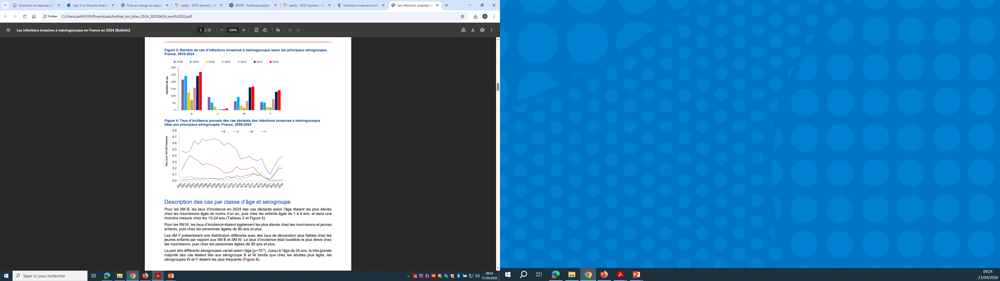 Questions et réponses (3)
Sign in to Branche Externe
Prise en charge du sepsis
easily - SEVE Aymeric - M
ePOPI - Antibioprophylax
easily - SEVE Aymeric - M
Infections invasives à mén
Les infections invasives à
Fichier C:/Users/as665539/Downloads/bullnat_iim_bilan_2024_20250424_reco%20(2).pdf
a
Les infections invasives à méningocoque en France en 2024 [Bulletin]
5 / 22
100%
Figure 3. Nombre de cas d'infections invasives à méningocoque selon les principaux sérogroupes,
France, 2018-2024
2018 2019 2020 2021 2022 2023 2024
Nombre de cas
300
250
200
150
100
50
0
B C W Y
Figure 4. Taux d'incidence annuels des cas déclarés des infections invasives à méningocoque
liées aux principaux sérogroupes, France, 2000-2024
B C W Y
Taux pour 100 000 habitants
0,8
0,7
0,6
0,5
0,4
0,3
0,2
0,1
0,0
2000 2001 2002 2003 2004 2005 2006 2007 2008 2009 2010 2011 2012 2013 2014 2015 2016 2017 2018 2019 2020 2021 2022 2023 2024
Description des cas par classe d'âge et sérogroupe
Pour les IIM B, les taux d'incidence en 2024 des cas déclarés selon l'âge étaient les plus élevés
chez les nourrissons âgés de moins d'un an, puis chez les enfants âgés de 1 à 4 ans, et dans une
moindre mesure chez les 15-24 ans (Tableau 2 et Figure 5).
Pour les IIM W, les taux d'incidence étaient également les plus élevés chez les nourrissons et jeunes
enfants, puis chez les personnes âgées de 80 ans et plus.
Les IIM Y présentaient une distribution différente avec des taux de déclaration plus faibles chez les
jeunes enfants par rapport aux IIM B et IIM W. Le taux d'incidence était toutefois le plus élevé chez
les nourrissons, puis chez les personnes âgées de 80 ans et plus.
La part des différents sérogroupes variait selon l'âge (p<10-3). Jusqu'à l'âge de 24 ans, la très grande
majorité des cas étaient liés aux sérogroupe B et W tandis que chez les adultes plus âgés, les
sérogroupes W et Y étaient les plus fréquents (Figure 6).
Taper ici pour rechercher
09:24
21/04/2026
09:24
21/04/2026